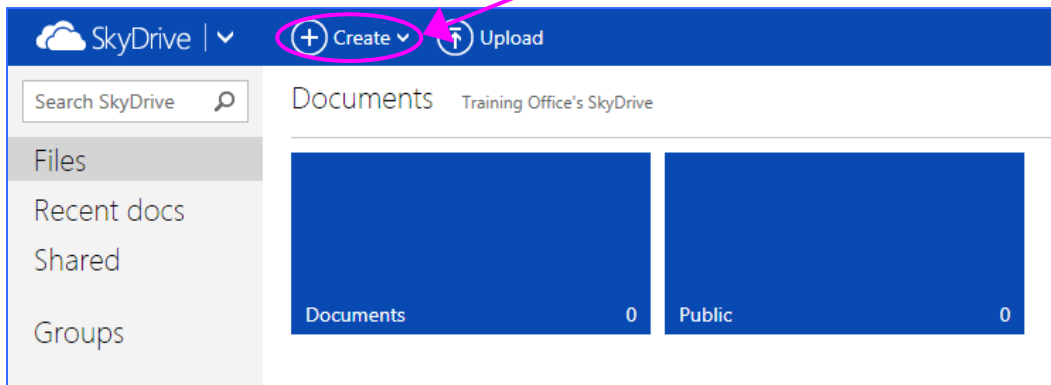 SkyDrive Create Upload
Search SkyDrive
Documents Training Office's SkyDrive
Files
Recent docs
Shared
Groups
Documents 0 Public 0